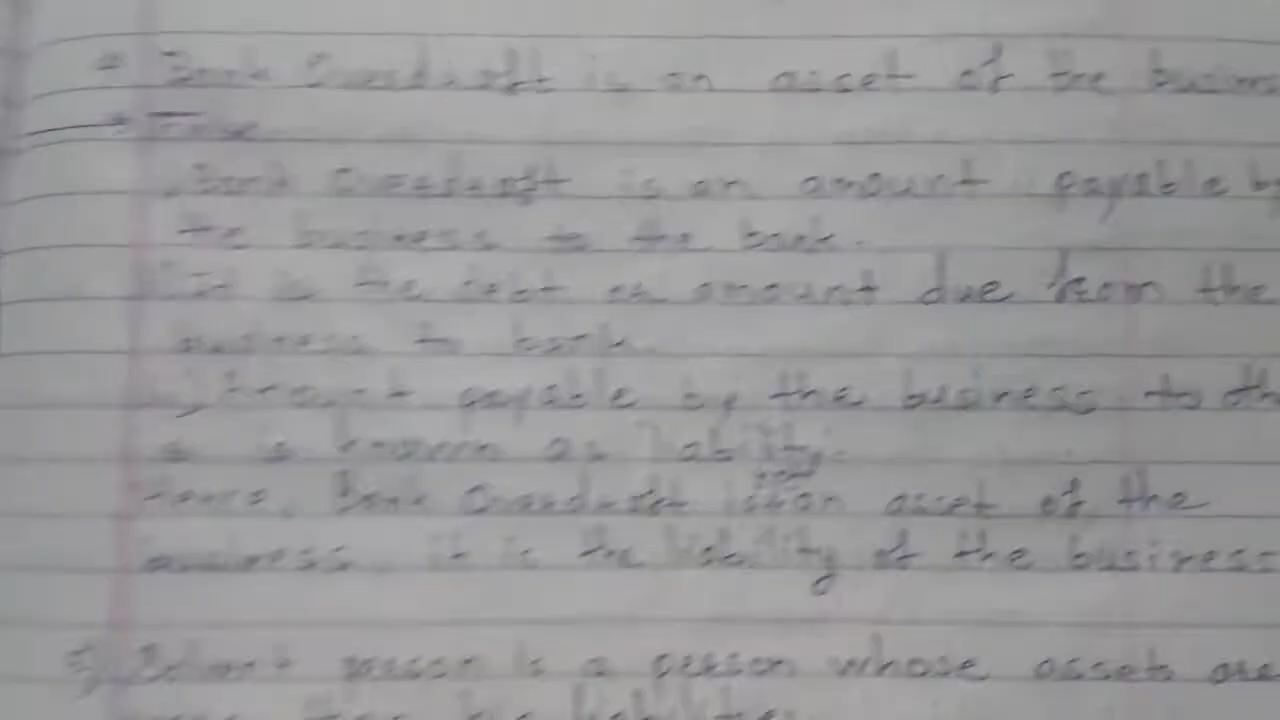 Bank Overdraft is an asset of the
Bank Overdraft is an amount payable by
the business to the bank.
It is the debt or amount due from the
business to bank.
Amount payable by the business to the
is known as liability.
Hence, Bank Overdraft is not an asset of the
business. it is the liability of the business
Solvent person is a person whose assets are
liabilities.